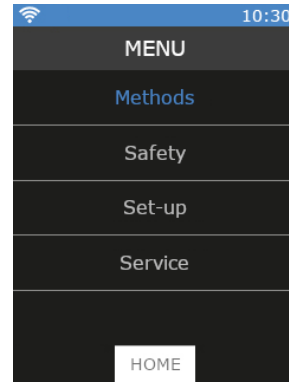 10:30
MENU
Methods
Safety
Set-up
Service
HOME